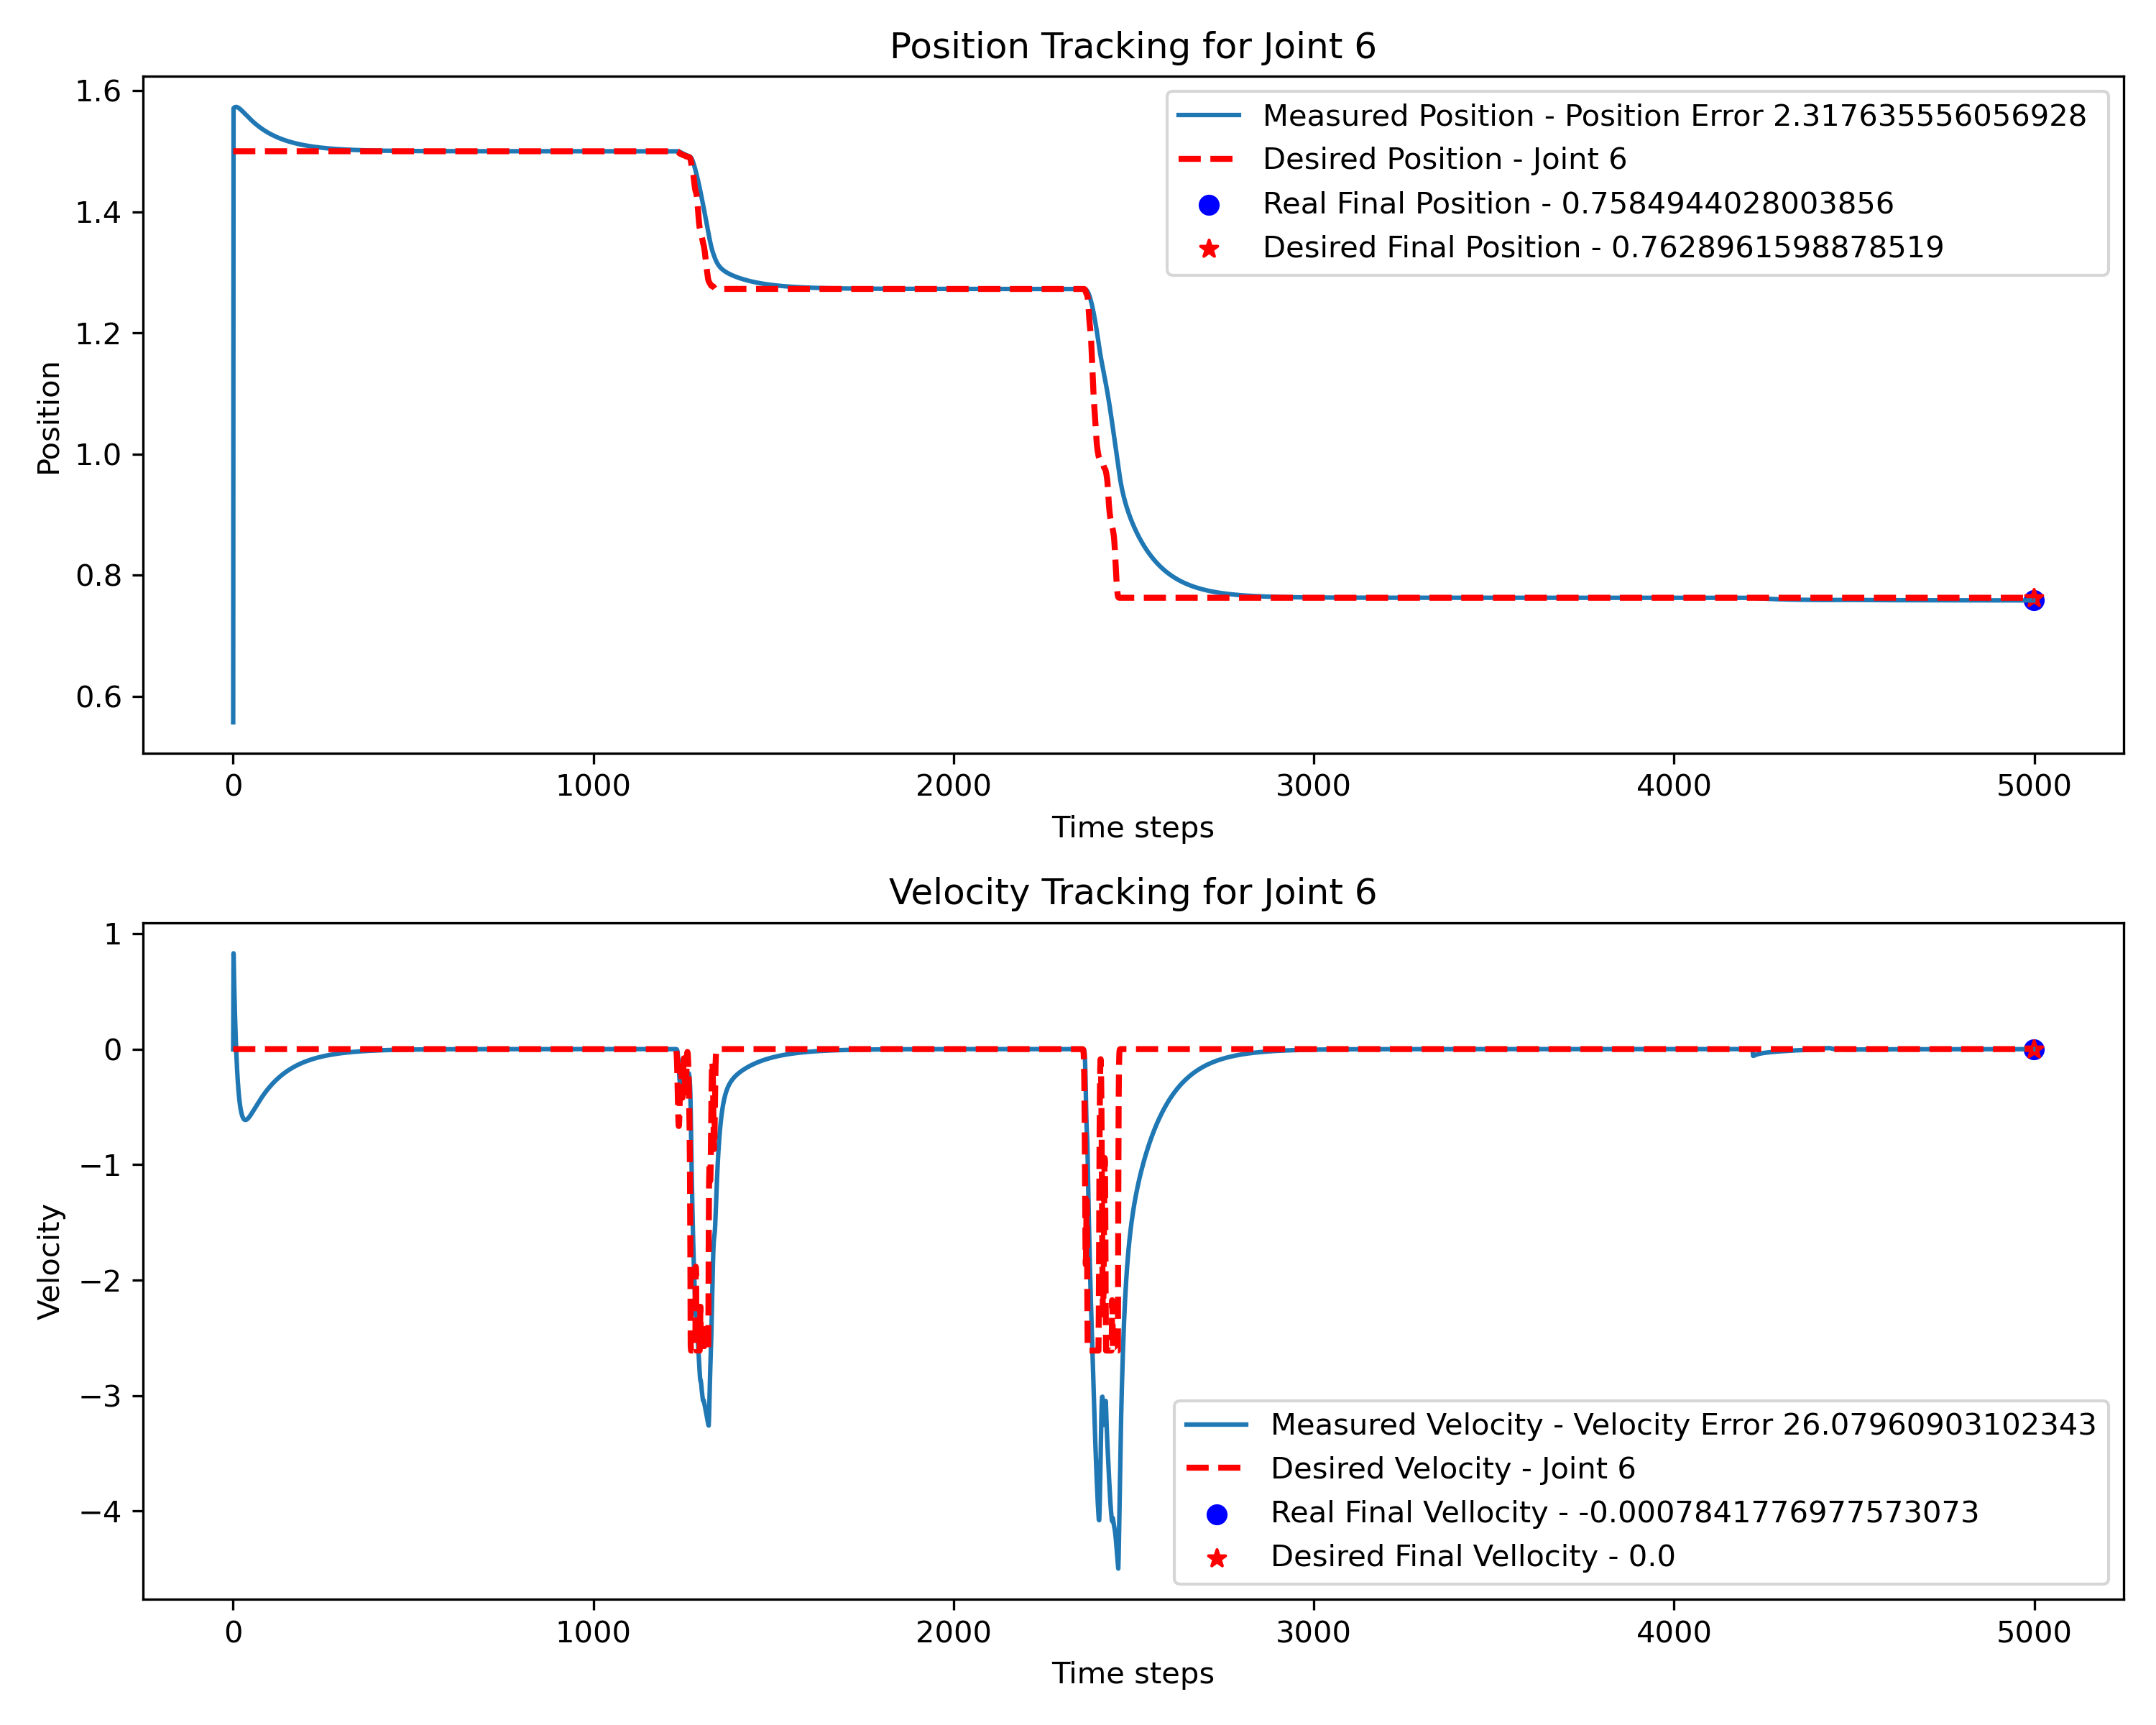 Position Tracking for Joint 6
1.6
1.4
1.2
1.0
0.8
0.6
Position
Measured Position - Position Error 2.317635556056928
Desired Position - Joint 6
Real Final Position - 0.7584944028003856
Desired Final Position - 0.7628961598878519
0 1000 2000 3000 4000 5000
Time steps
Velocity Tracking for Joint 6
1
0
−1
−2
−3
−4
Velocity
Measured Velocity - Velocity Error 26.07960903102343
Desired Velocity - Joint 6
Real Final Vellocity - -0.0007841776977573073
Desired Final Vellocity - 0.0
0 1000 2000 3000 4000 5000
Time steps